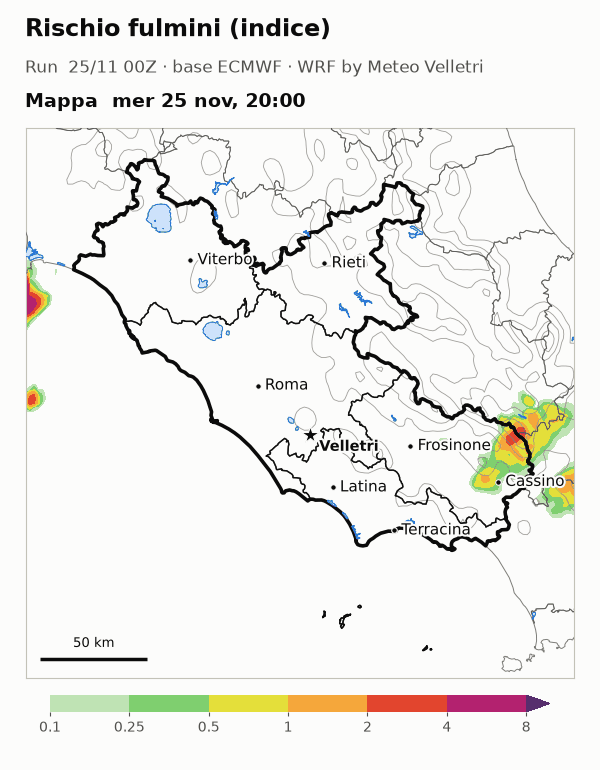 Rischio fulmini (indice)
Run  25/11 00Z · base ECMWF · WRF by Meteo Velletri
Mappa  mer 25 nov, 20:00
Viterbo
Rieti
Roma
Velletri
Frosinone
Latina
Cassino
Terracina
50 km
0.1 0.25 0.5 1 2 4 8